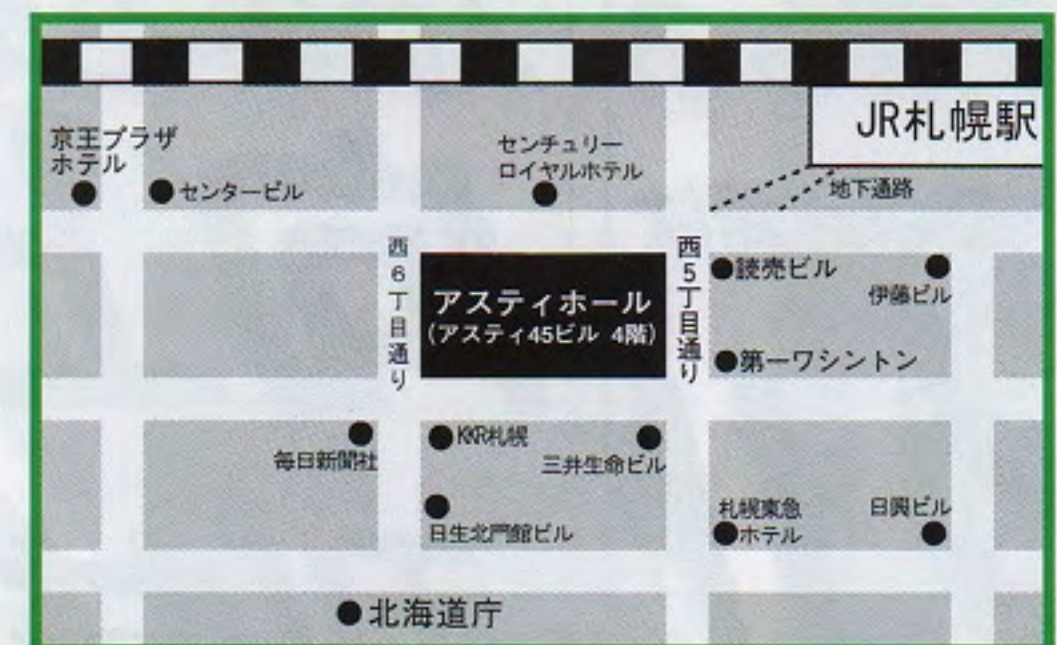 JR札幌駅
京王プラザ
ホテル
センタービル
センチュリー
ロイヤルホテル
地下通路
西6丁目通り
アスティホール
(アスティ45ビル 4階)
西5丁目通り
読売ビル
伊藤ビル
第一ワシントン
毎日新聞社
KKR札幌
三井生命ビル
日生北門館ビル
札幌東急
ホテル
日興ビル
北海道庁